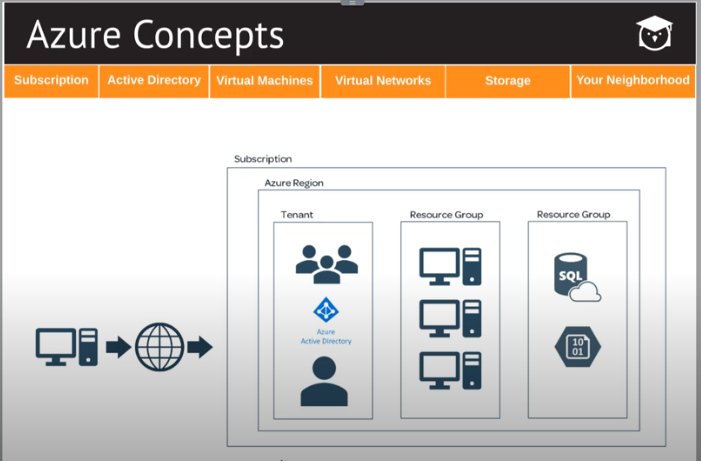 Azure Concepts
Subscription Active Directory Virtual Machines Virtual Networks Storage Your Neighborhood
Subscription
Azure Region
Tenant Resource Group Resource Group
SQL
Azure
Active Directory
10
01